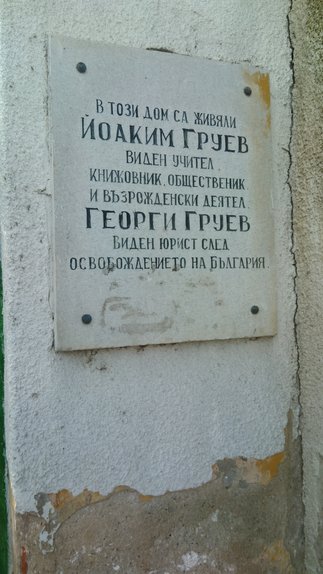 В ТОЗИ ДОМ СА ЖИВЯЛИ
ЙОАКИМ ГРУЕВ
ВИДЕН УЧИТЕЛ,
КНИЖОВНИК, ОБЩЕСТВЕНИК,
И ВЪЗРОЖДЕНСКИ ДЕЯТЕЛ
ГЕОРГИ ГРУЕВ
ВИДЕН ЮРИСТ СЛЕД
ОСВОБОЖДЕНИЕТО НА БЪЛГАРИЯ.